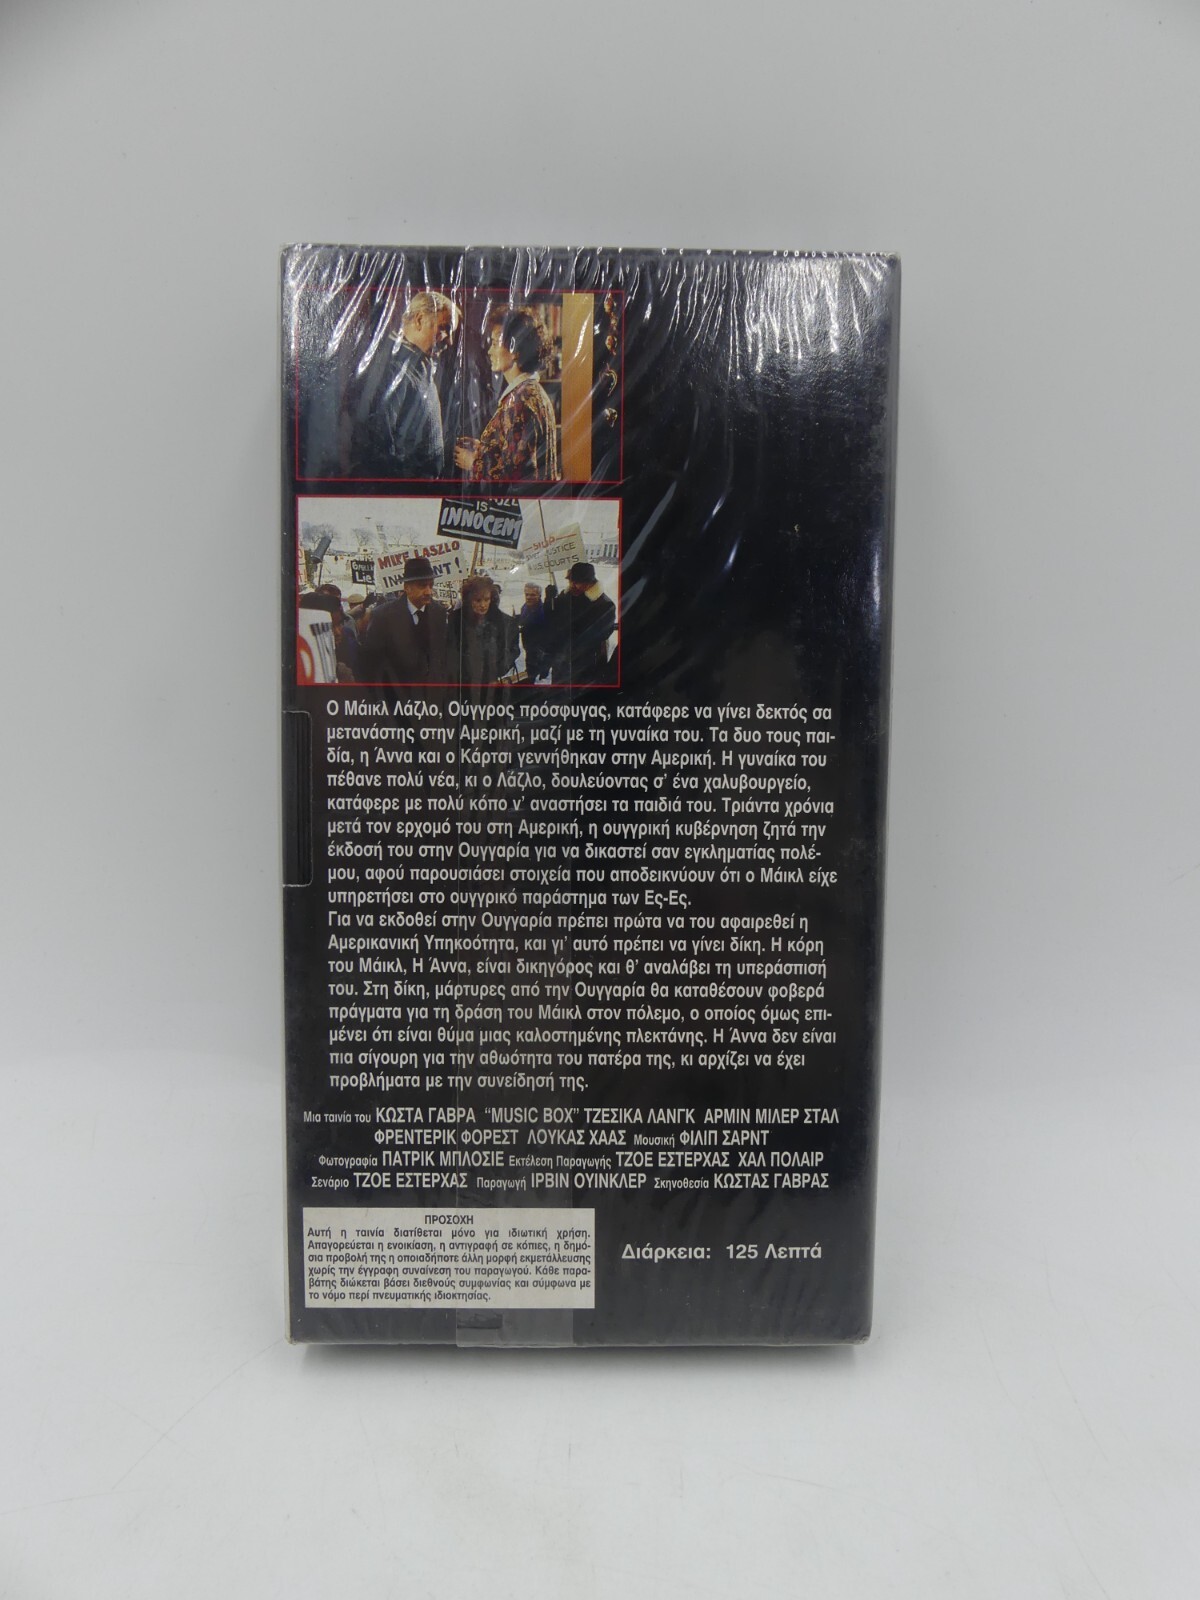 IS
INNOCENT
MIKE LASZLO
INNOCENT!
JUSTICE
U.S. COURTS
Ο Μάικλ Λάζλο, Ούγγρος πρόσφυγας, κατάφερε να γίνει δεκτός σα
μετανάστης στην Αμερική, μαζί με τη γυναίκα του. Τα δυο τους παι-
δία, η Άννα και ο Κάρτσι γεννήθηκαν στην Αμερική. Η γυναίκα του
πέθανε πολύ νέα, κι ο Λάζλο, δουλεύοντας σ' ένα χαλυβουργείο,
κατάφερε με πολύ κόπο ν' αναστήσει τα παιδιά του. Τριάντα χρόνια
μετά τον ερχομό του στη Αμερική, η ουγγρική κυβέρνηση ζητά την
έκδοσή του στην Ουγγαρία για να δικαστεί σαν εγκληματίας πολέ-
μου, αφού παρουσιάσει στοιχεία που αποδεικνύουν ότι ο Μάικλ είχε
υπηρετήσει στο ουγγρικό παράστημα των Ες-Ες.
Για να εκδοθεί στην Ουγγαρία πρέπει πρώτα να του αφαιρεθεί η
Αμερικανική Υπηκοότητα, και γι' αυτό πρέπει να γίνει δίκη. Η κόρη
του Μάικλ, Η Άννα, είναι δικηγόρος και θ' αναλάβει τη υπεράσπισή
του. Στη δίκη, μάρτυρες από την Ουγγαρία θα καταθέσουν φοβερά
πράγματα για τη δράση του Μάικλ στον πόλεμο, ο οποίος όμως επι-
μένει ότι είναι θύμα μιας καλοστημένης πλεκτάνης. Η Άννα δεν είναι
πια σίγουρη για την αθωότητα του πατέρα της, κι αρχίζει να έχει
προβλήματα με την συνείδησή της.
Μια ταινία του ΚΩΣΤΑ ΓΑΒΡΑ "MUSIC BOX" ΤΖΕΣΙΚΑ ΛΑΝΓΚ ΑΡΜΙΝ ΜΙΛΕΡ ΣΤΑΛ
ΦΡΕΝΤΕΡΙΚ ΦΟΡΕΣΤ ΛΟΥΚΑΣ ΧΑΑΣ Μουσική ΦΙΛΙΠ ΣΑΡΝΤ
Φωτογραφία ΠΑΤΡΙΚ ΜΠΛΟΣΙΕ Εκτέλεση Παραγωγής ΤΖΟΕ ΕΣΤΕΡΧΑΣ ΧΑΛ ΠΟΛΑΙΡ
Σενάριο ΤΖΟΕ ΕΣΤΕΡΧΑΣ Παραγωγή ΙΡΒΙΝ ΟΥΙΝΚΛΕΡ Σκηνοθεσία ΚΩΣΤΑΣ ΓΑΒΡΑΣ
ΠΡΟΣΟΧΗ
Αυτή η ταινία διατίθεται μόνο για ιδιωτική χρήση.
Απαγορεύεται η ενοικίαση, η αντιγραφή σε κόπιες, η δημό-
σια προβολή της η οποιαδήποτε άλλη μορφή εκμετάλλευσης
χωρίς την έγγραφη συναίνεση του παραγωγού. Κάθε παρα-
βάτης διώκεται βάσει διεθνούς συμφωνίας και σύμφωνα με
το νόμο περί πνευματικής ιδιοκτησίας.
Διάρκεια: 125 Λεπτά